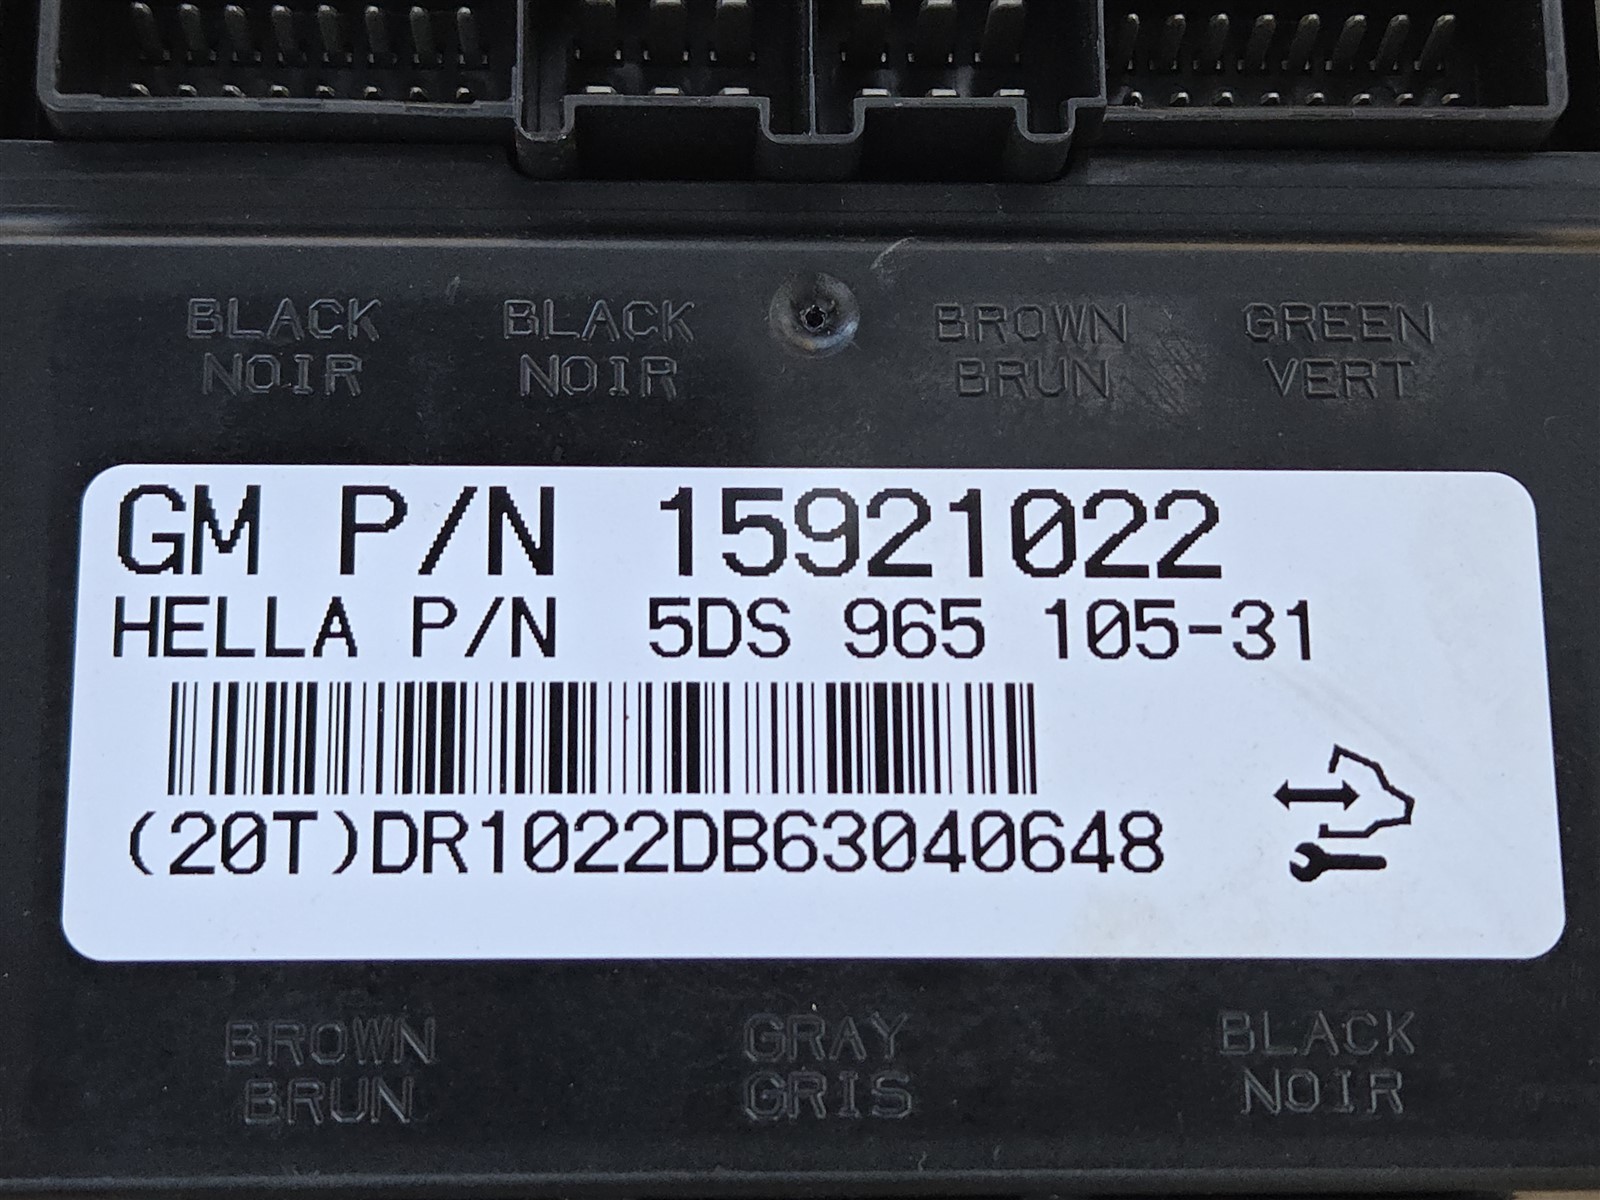 BLACK BLACK BROWN GREEN
NOIR NOIR BRUN VERT
GM P/N 15921022
HELLA P/N 5DS 965 105-31
(20T)DR1022DB63040648
BROWN GRAY BLACK
BRUN GRIS NOIR